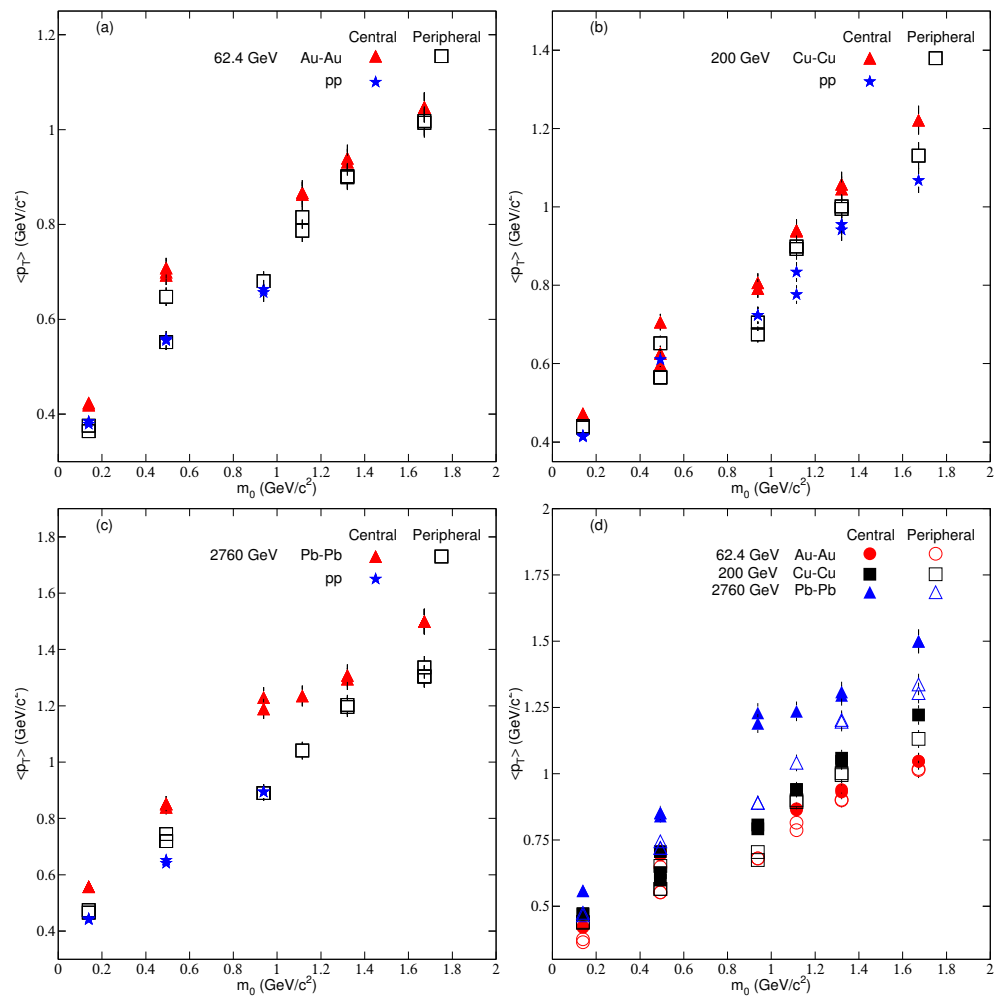 (a)
Central Peripheral
62.4 GeV Au-Au
pp
1.2
1
0.8
0.6
0.4
<p_T> (GeV/c²)
0 0.2 0.4 0.6 0.8 1 1.2 1.4 1.6 1.8 2
m_0 (GeV/c²)
(b)
Central Peripheral
200 GeV Cu-Cu
pp
1.4
1.2
1
0.8
0.6
0.4
<p_T> (GeV/c²)
0 0.2 0.4 0.6 0.8 1 1.2 1.4 1.6 1.8 2
m_0 (GeV/c²)
(c)
Central Peripheral
2760 GeV Pb-Pb
pp
1.8
1.6
1.4
1.2
1
0.8
0.6
0.4
<p_T> (GeV/c²)
0 0.2 0.4 0.6 0.8 1 1.2 1.4 1.6 1.8 2
m_0 (GeV/c²)
(d)
Central Peripheral
62.4 GeV Au-Au
200 GeV Cu-Cu
2760 GeV Pb-Pb
2
1.75
1.5
1.25
1
0.75
0.5
<p_T> (GeV/c²)
0 0.2 0.4 0.6 0.8 1 1.2 1.4 1.6 1.8 2
m_0 (GeV/c²)